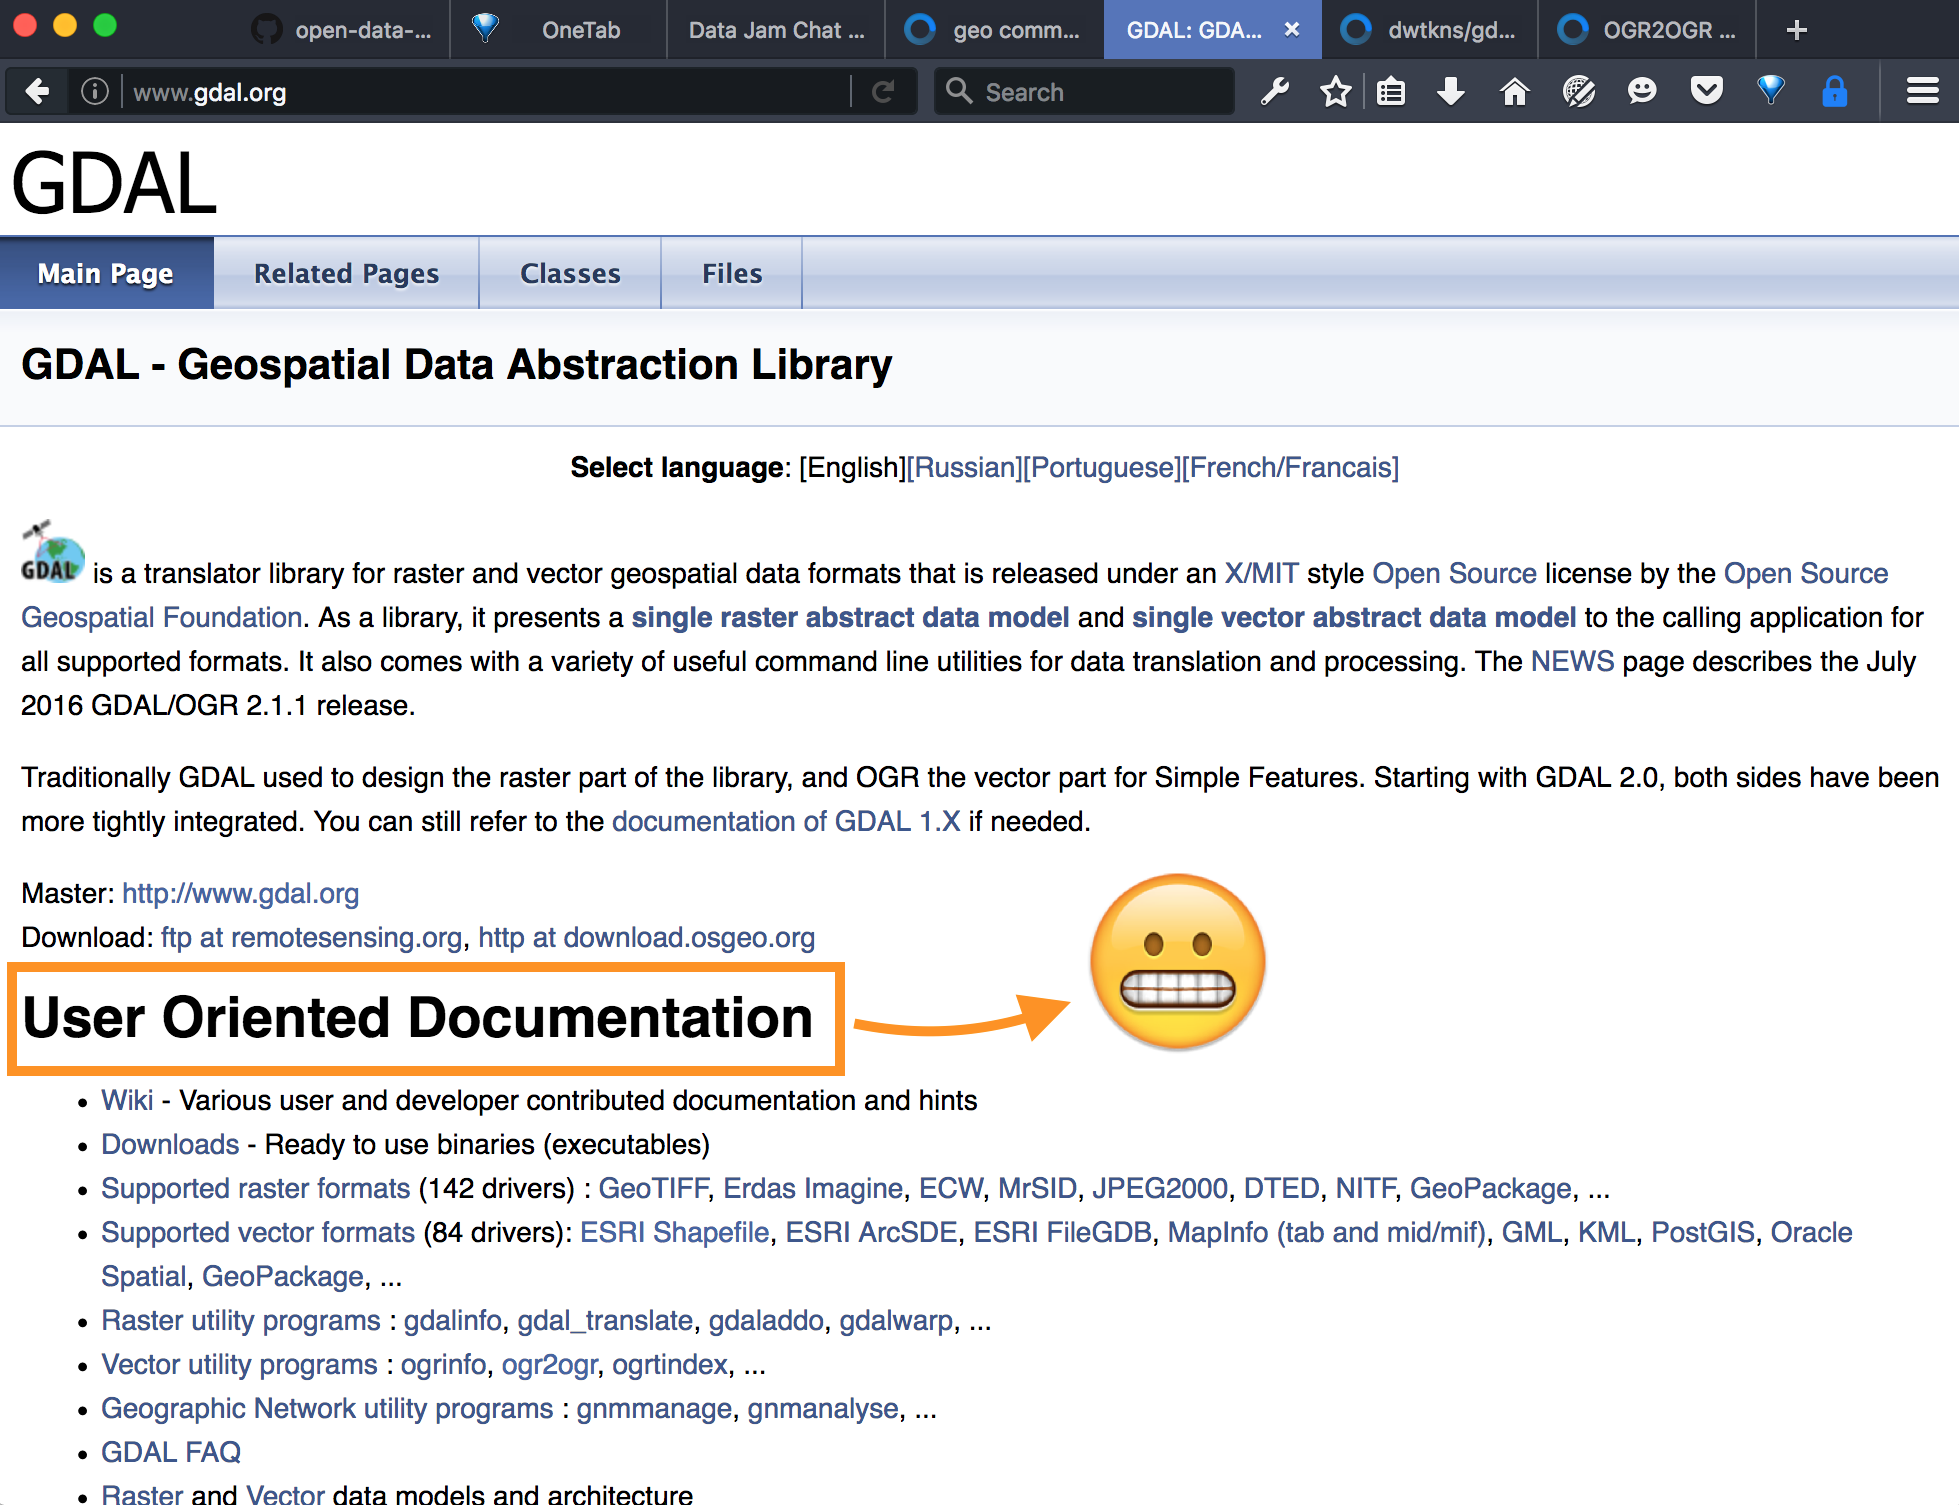 open-data-...
OneTab
Data Jam Chat ...
geo comm...
GDAL: GDA...
dwtkns/gd...
OGR2OGR ...
www.gdal.org
Search
GDAL
Main Page
Related Pages
Classes
Files
GDAL - Geospatial Data Abstraction Library
Select language: [English][Russian][Portuguese][French/Francais]
GDAL is a translator library for raster and vector geospatial data formats that is released under an X/MIT style Open Source license by the Open Source
Geospatial Foundation. As a library, it presents a single raster abstract data model and single vector abstract data model to the calling application for
all supported formats. It also comes with a variety of useful command line utilities for data translation and processing. The NEWS page describes the July
2016 GDAL/OGR 2.1.1 release.
Traditionally GDAL used to design the raster part of the library, and OGR the vector part for Simple Features. Starting with GDAL 2.0, both sides have been
more tightly integrated. You can still refer to the documentation of GDAL 1.X if needed.
Master: http://www.gdal.org
Download: ftp at remotesensing.org, http at download.osgeo.org
User Oriented Documentation
• Wiki - Various user and developer contributed documentation and hints
• Downloads - Ready to use binaries (executables)
• Supported raster formats (142 drivers) : GeoTIFF, Erdas Imagine, ECW, MrSID, JPEG2000, DTED, NITF, GeoPackage, ...
• Supported vector formats (84 drivers): ESRI Shapefile, ESRI ArcSDE, ESRI FileGDB, MapInfo (tab and mid/mif), GML, KML, PostGIS, Oracle
Spatial, GeoPackage, ...
• Raster utility programs : gdalinfo, gdal_translate, gdaladdo, gdalwarp, ...
• Vector utility programs : ogrinfo, ogr2ogr, ogrtindex, ...
• Geographic Network utility programs : gnmmanage, gnmanalyse, ...
• GDAL FAQ
• Raster and Vector data models and architecture